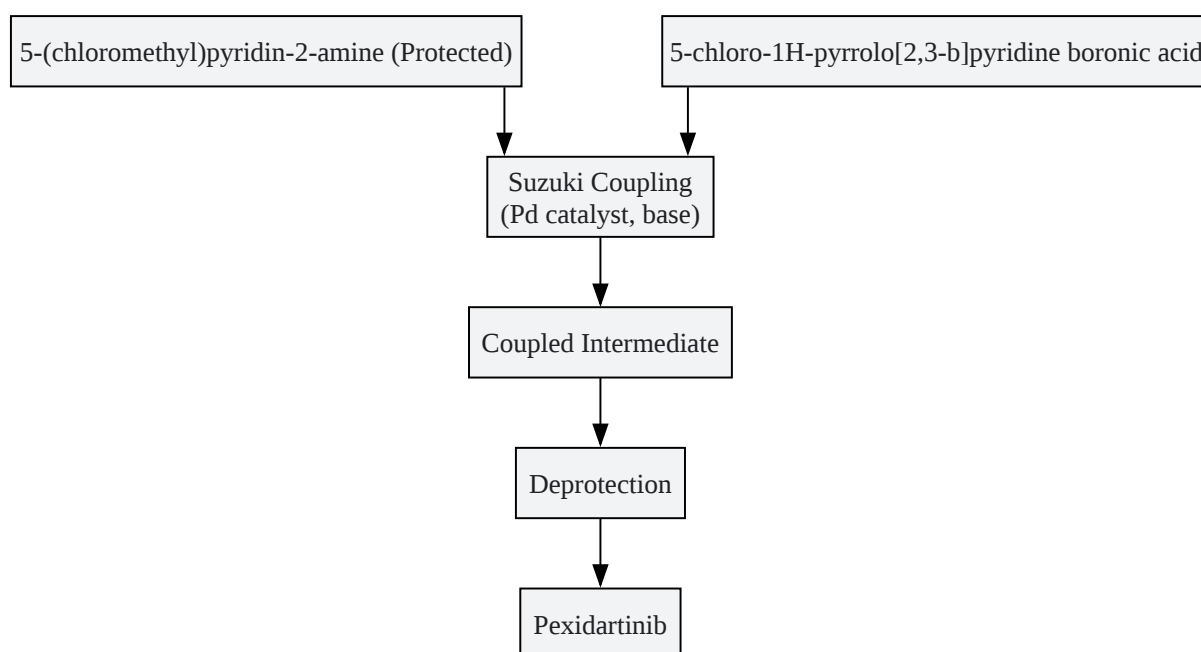 5-(chloromethyl)pyridin-2-amine (Protected)
5-chloro-1H-pyrrolo[2,3-b]pyridine boronic acid
Suzuki Coupling
(Pd catalyst, base)
Coupled Intermediate
Deprotection
Pexidartinib